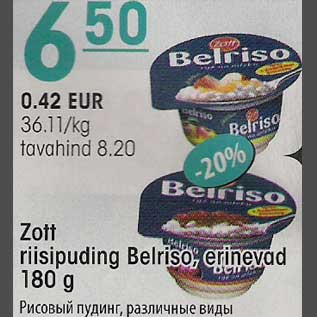 6 50
Zott
Belriso
0.42 EUR
36.11/kg
tavahind 8.20
Belriso
-20%
Belriso
Zott
riisipuding Belriso, erinevad
180 g
Рисовый пудинг, различные виды